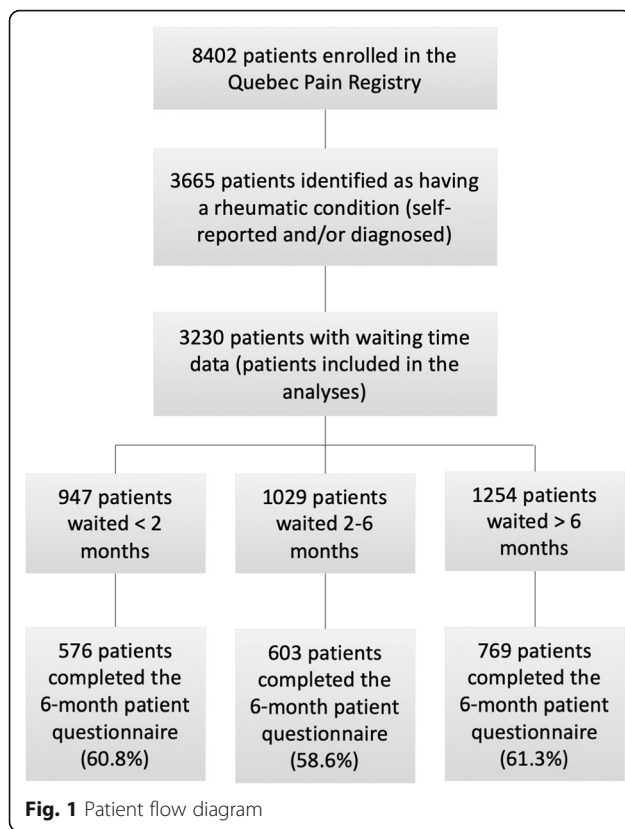 8402 patients enrolled in the
Quebec Pain Registry
3665 patients identified as having
a rheumatic condition (self-
reported and/or diagnosed)
3230 patients with waiting time
data (patients included in the
analyses)
947 patients
waited < 2
months
1029 patients
waited 2-6
months
1254 patients
waited > 6
months
576 patients
completed the
6-month patient
questionnaire
(60.8%)
603 patients
completed the
6-month patient
questionnaire
(58.6%)
769 patients
completed the
6-month patient
questionnaire
(61.3%)
Fig. 1 Patient flow diagram